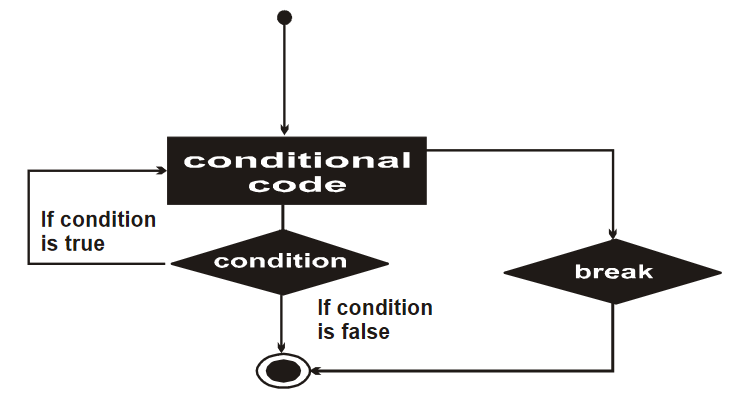 conditional
code
If condition
is true
condition
break
If condition
is false